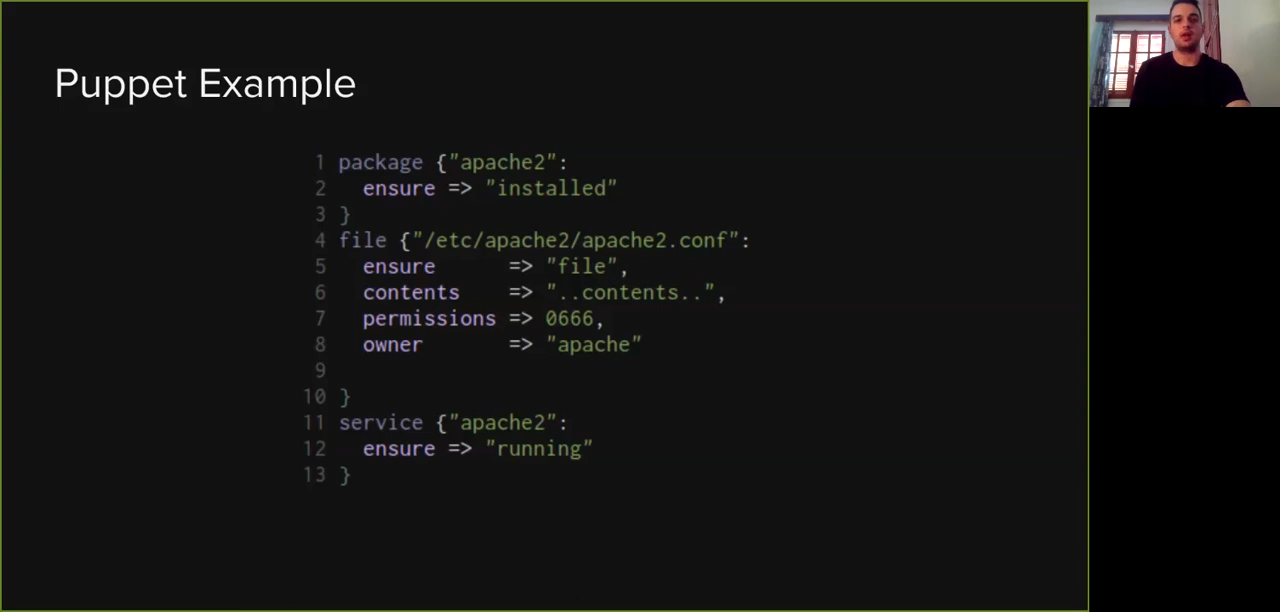 Puppet Example
1 package {"apache2":
2   ensure => "installed"
3 }
4 file {"/etc/apache2/apache2.conf":
5   ensure      => "file",
6   contents    => "..contents..",
7   permissions => 0666,
8   owner       => "apache"
9
10 }
11 service {"apache2":
12   ensure => "running"
13 }